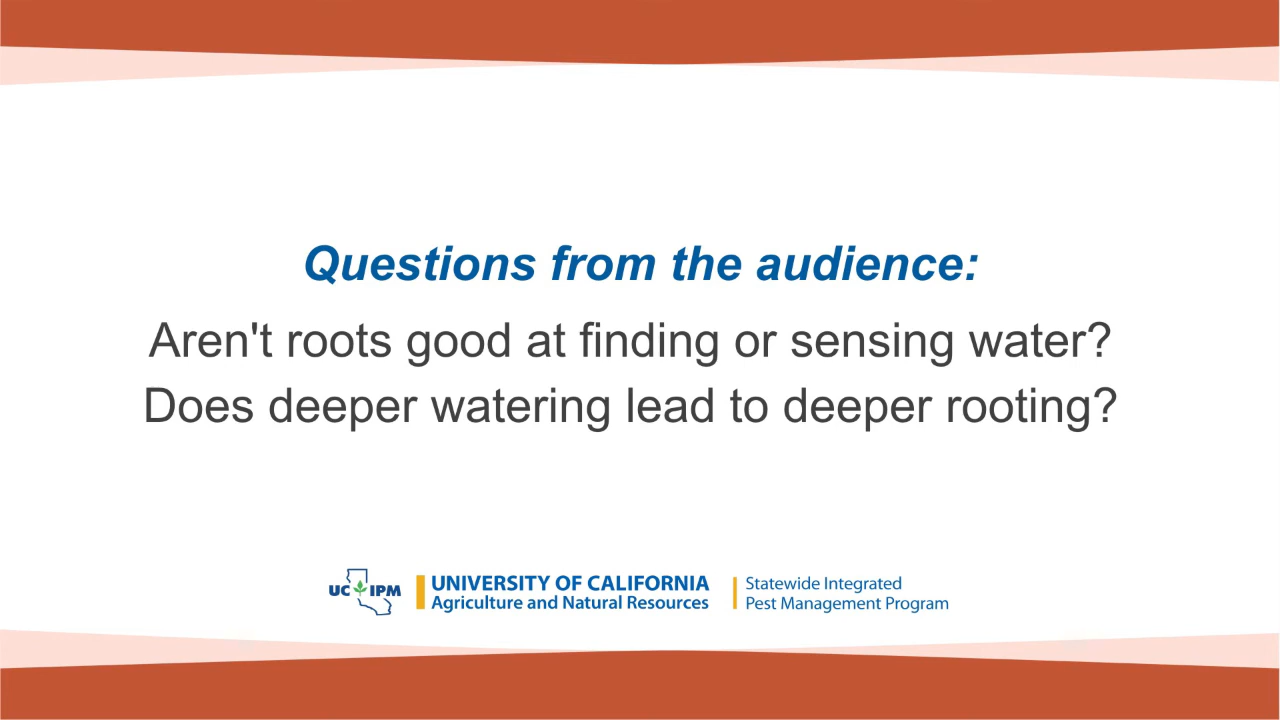 Questions from the audience:
Aren't roots good at finding or sensing water?
Does deeper watering lead to deeper rooting?
UC IPM
UNIVERSITY OF CALIFORNIA
Agriculture and Natural Resources
Statewide Integrated
Pest Management Program